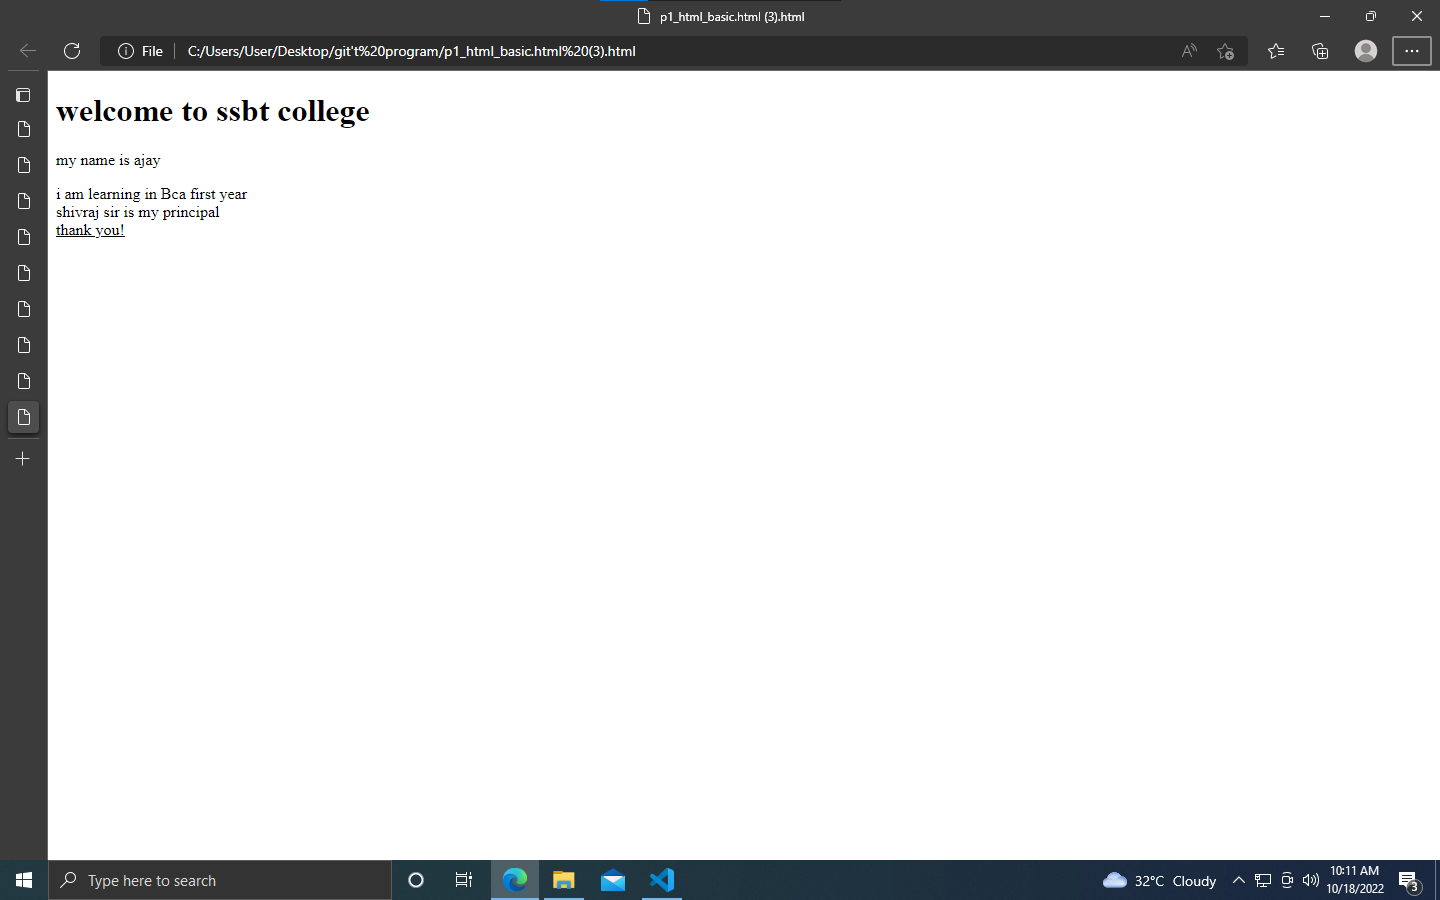 p1_html_basic.html (3).html
File
C:/Users/User/Desktop/git't%20program/p1_html_basic.html%20(3).html
welcome to ssbt college
my name is ajay
i am learning in Bca first year
shivraj sir is my principal
thank you!
Type here to search
32°C Cloudy
10:11 AM
10/18/2022
3